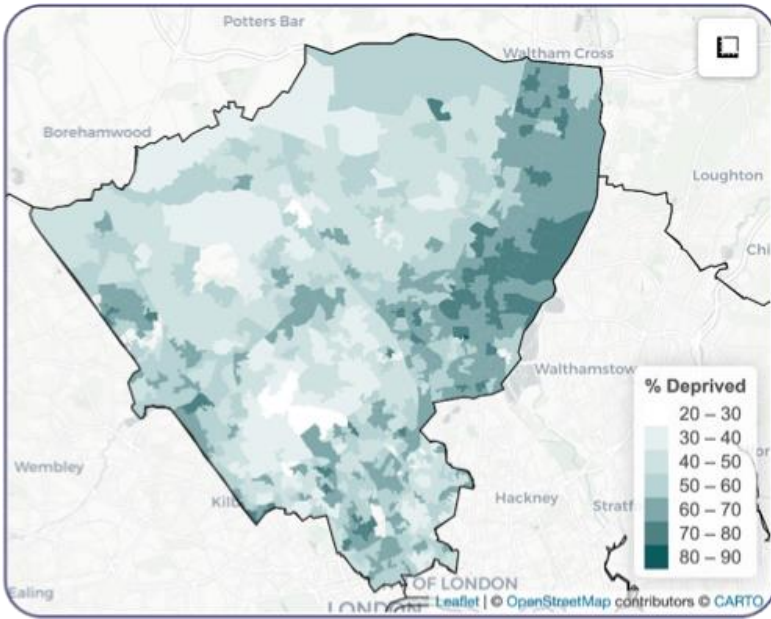 Potters Bar
Waltham Cross
Borehamwood
Loughton
Chi
Walthamstow
% Deprived
20 – 30
30 – 40
40 – 50
50 – 60
60 – 70
70 – 80
80 – 90
Wembley
Kilb
Hackney
Stratf
Ealing
OF LONDON
LONDON
Leaflet | © OpenStreetMap contributors © CARTO